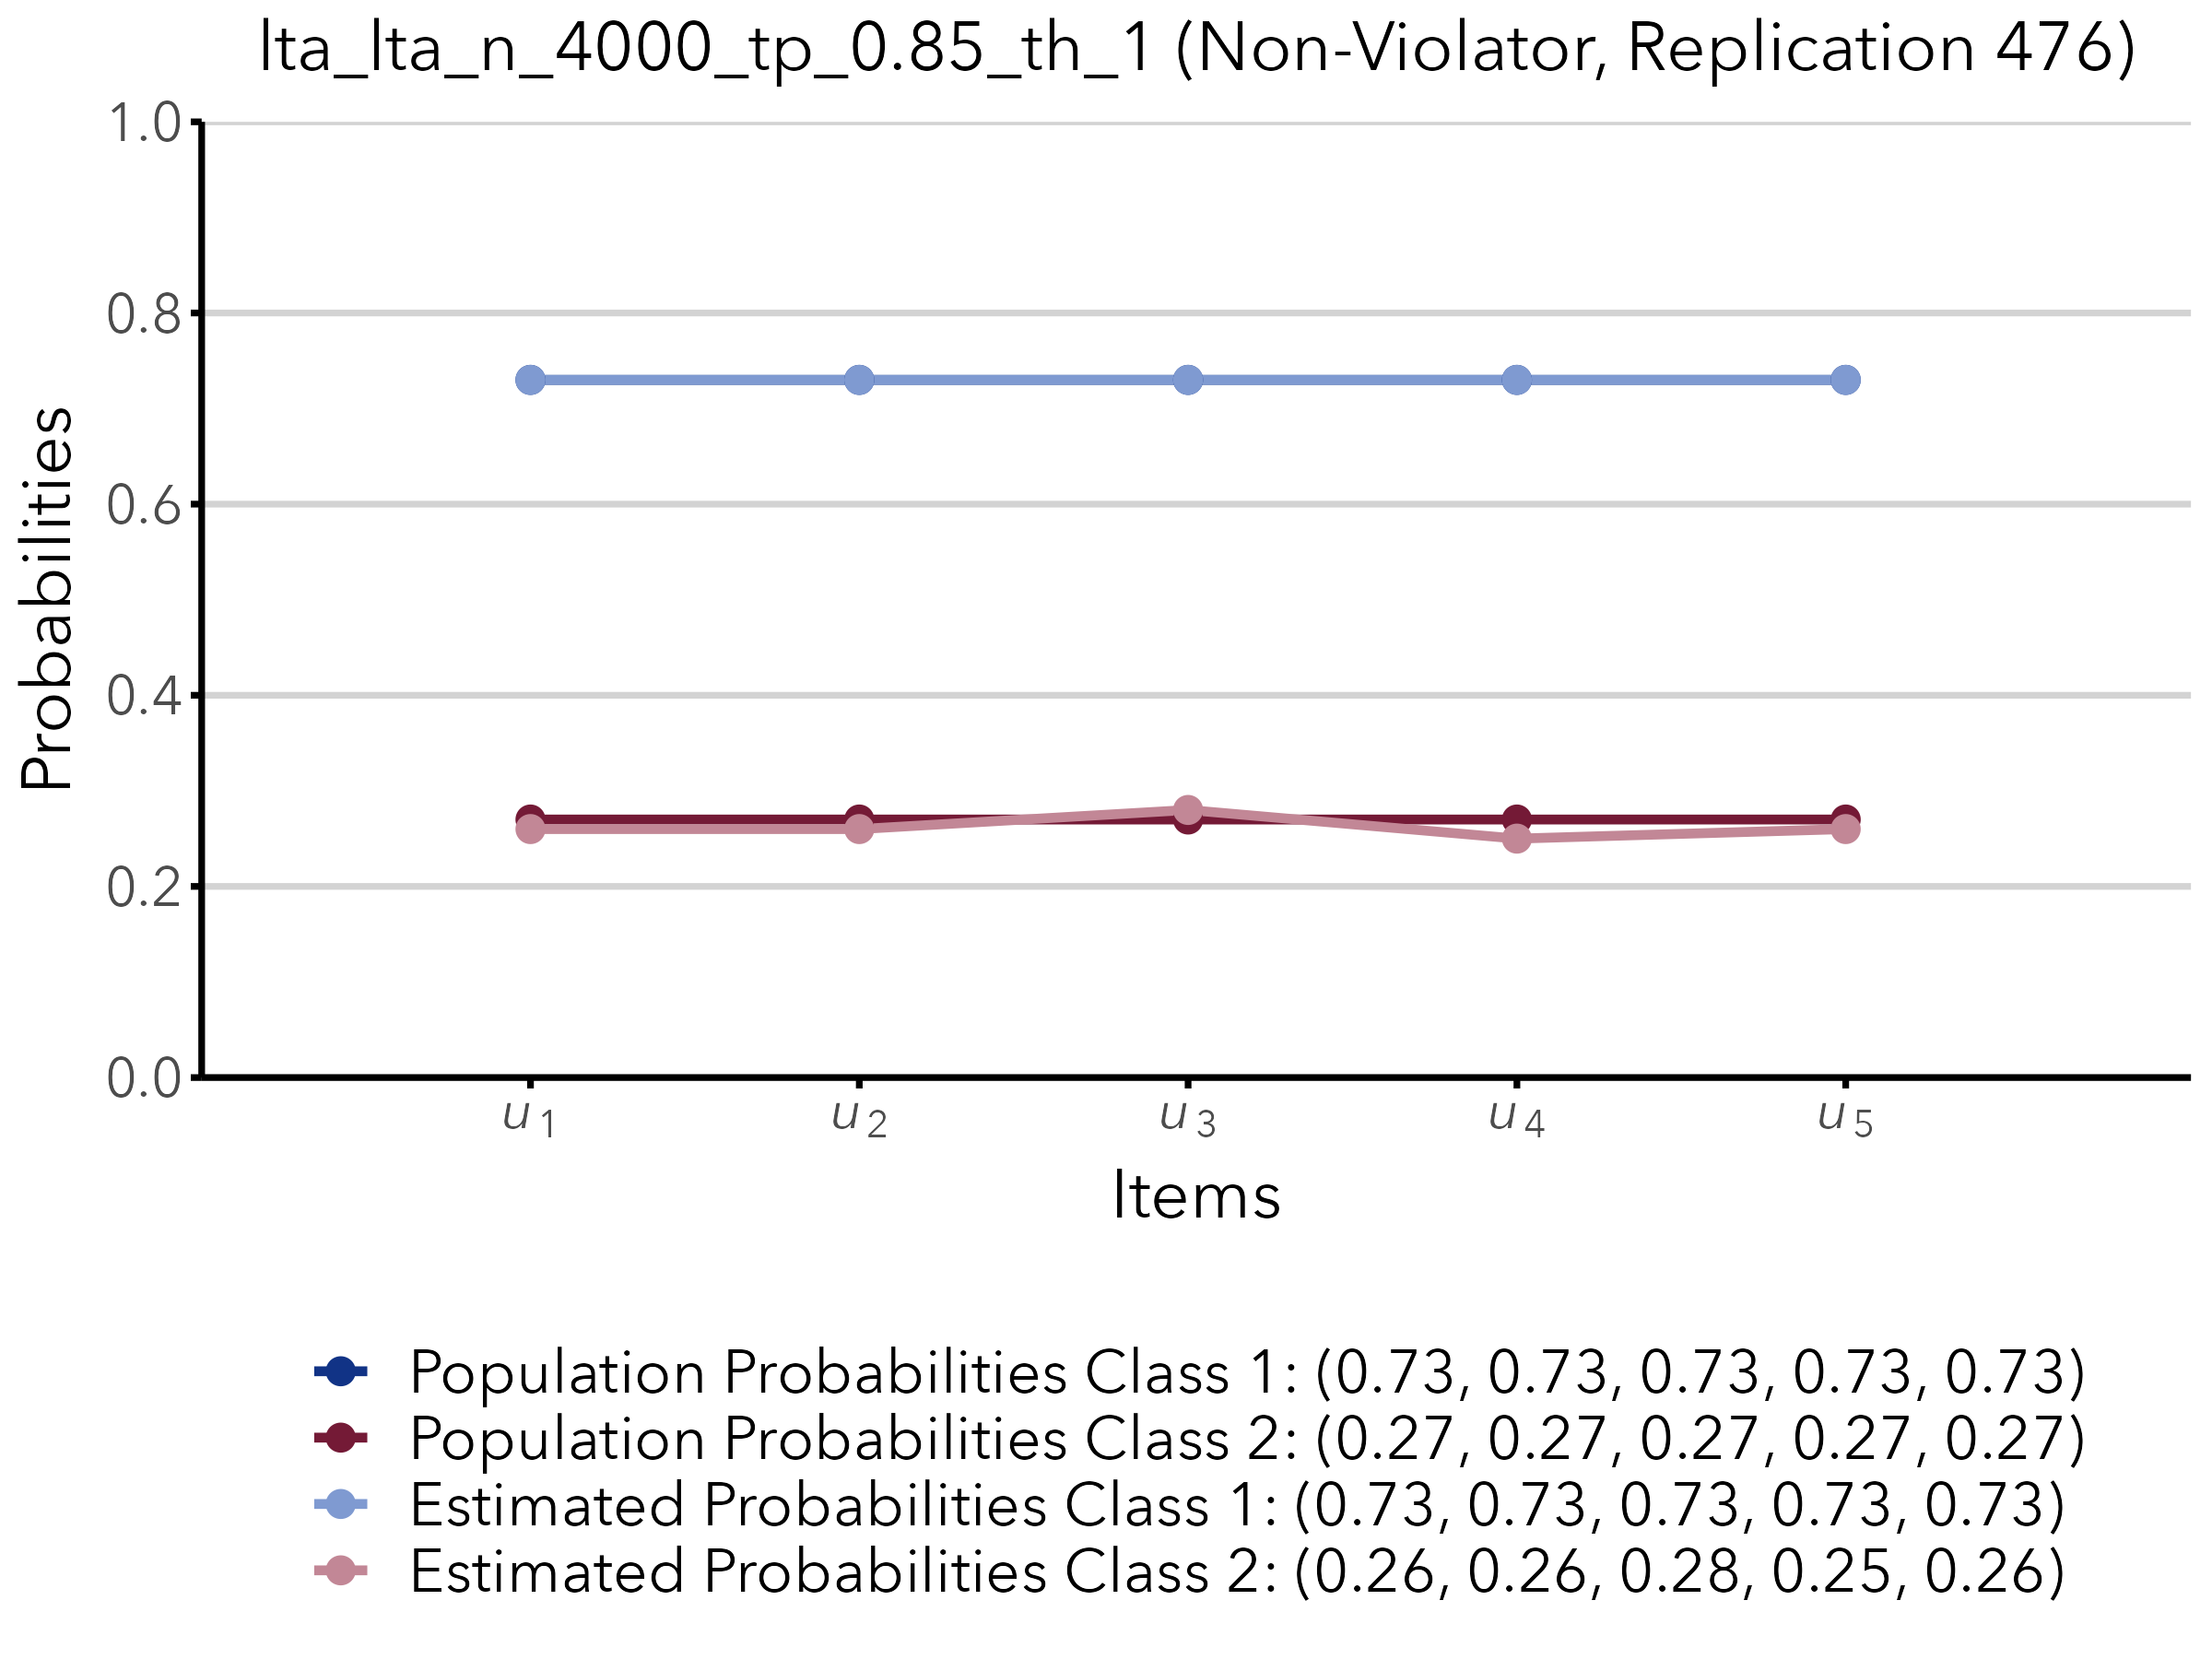 lta_lta_n_4000_tp_0.85_th_1 (Non-Violator, Replication 476)
1.0
0.8
0.6
0.4
0.2
0.0
Probabilities
u1 u2 u3 u4 u5
Items
Population Probabilities Class 1: (0.73, 0.73, 0.73, 0.73, 0.73)
Population Probabilities Class 2: (0.27, 0.27, 0.27, 0.27, 0.27)
Estimated Probabilities Class 1: (0.73, 0.73, 0.73, 0.73, 0.73)
Estimated Probabilities Class 2: (0.26, 0.26, 0.28, 0.25, 0.26)